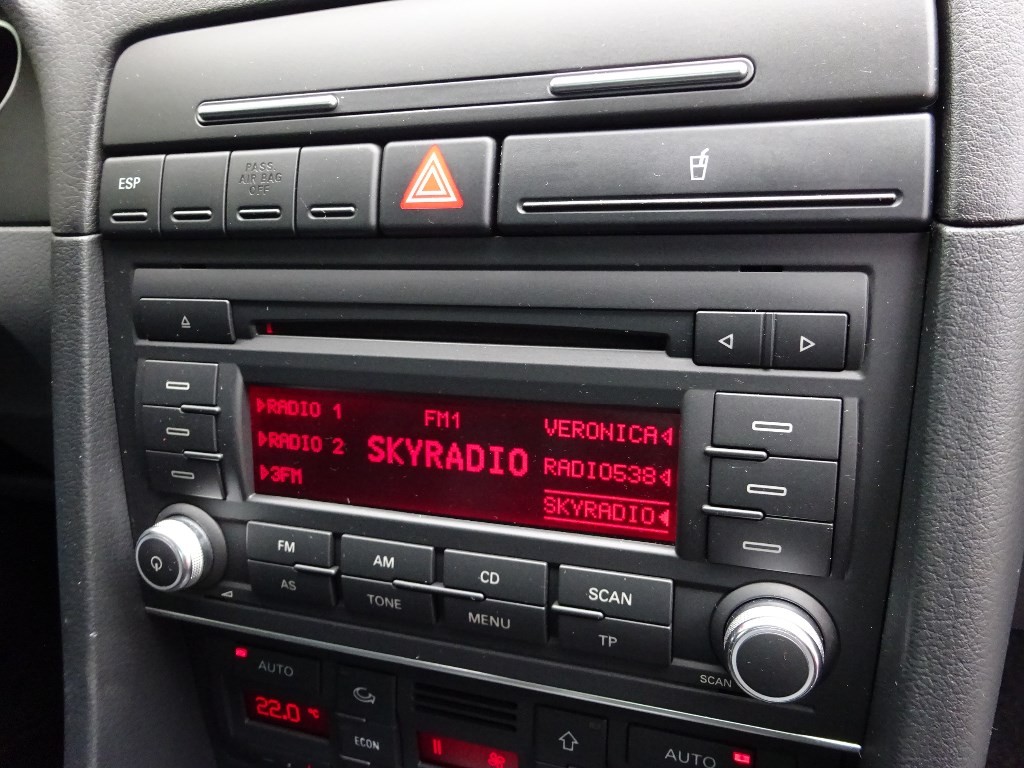 ESP
PASS
AIR BAG
OFF
RADIO 1
FM1
VERONICA
RADIO 2
SKYRADIO
RADIO538
3FM
SKYRADIO
FM
AM
CD
SCAN
AS
TONE
MENU
TP
SCAN
AUTO
22.0 °C
ECON
AUTO